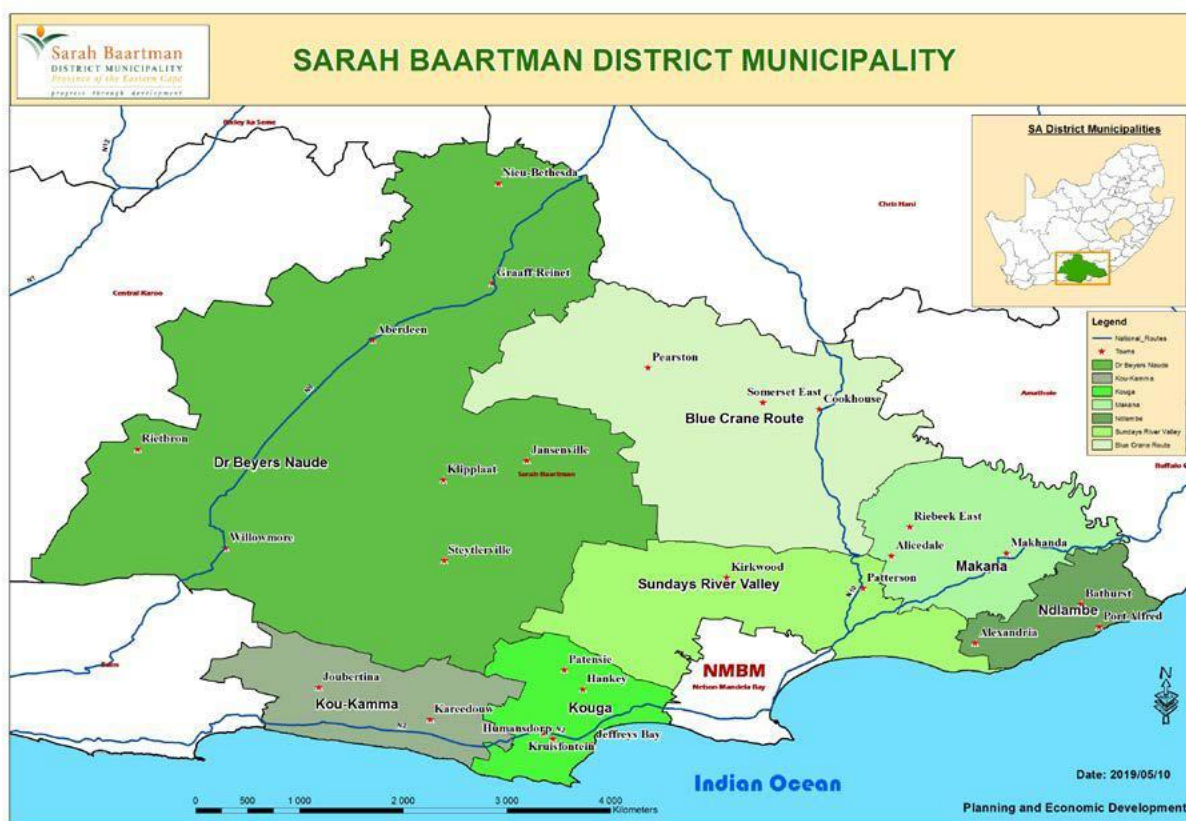 Sarah Baartman
DISTRICT MUNICIPALITY
Province of the Eastern Cape
progress through development
SARAH BAARTMAN DISTRICT MUNICIPALITY
SA District Municipalities
N12
N1
Chris Hani
Central Karoo
Nieu-Bethesda
Graaff-Reinet
Aberdeen
N9
Pearston
Somerset East
Cookhouse
Blue Crane Route
Amathole
Legend
National_Routes
Towns
Dr Beyers Naude
Kou-Kamma
Kouga
Makana
Ndlambe
Sundays River Valley
Blue Crane Route
Rietbron
Dr Beyers Naude
Jansenville
Klipplaat
Sarah Baartman
Willowmore
Steytlerville
Riebeek East
Alicedale
Makhanda
Makana
Kirkwood
Sundays River Valley
Patterson
N10
Bathurst
Ndlambe
Port Alfred
Alexandria
NMBM
Nelson Mandela Bay
Patensie
Hankey
Kouga
Joubertina
Kou-Kamma
Kareedouw
N2
Humansdorp
N2
Jeffreys Bay
Kruisfontein
N
Indian Ocean
Date: 2019/05/10
0 500 1 000 2 000 3 000 4 000
Kilometers
Planning and Economic Development